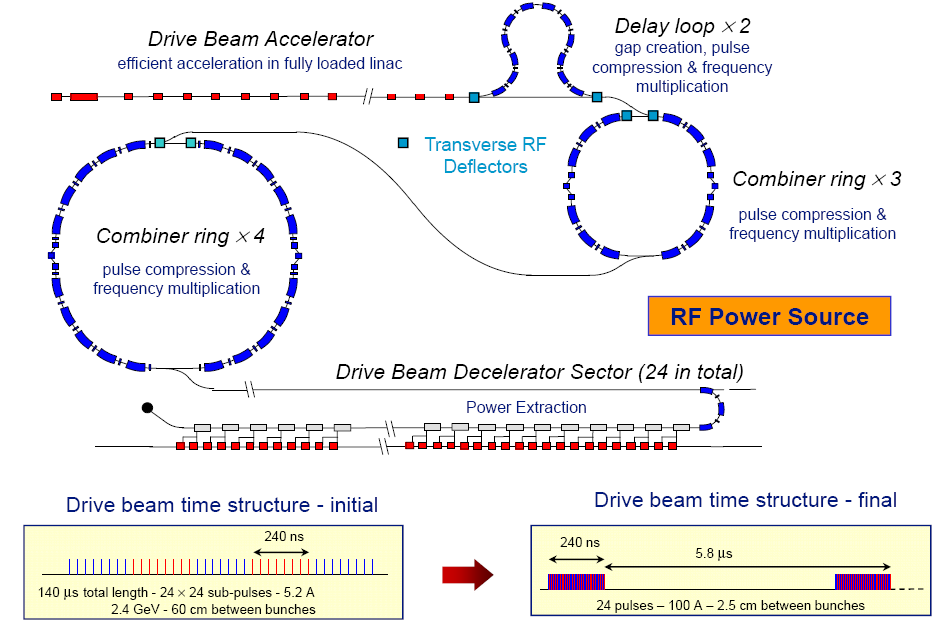 Drive Beam Accelerator
efficient acceleration in fully loaded linac
Delay loop × 2
gap creation, pulse
compression & frequency
multiplication
Transverse RF
Deflectors
Combiner ring × 3
pulse compression &
frequency multiplication
Combiner ring × 4
pulse compression &
frequency multiplication
RF Power Source
Drive Beam Decelerator Sector (24 in total)
Power Extraction
Drive beam time structure - initial
240 ns
140 μs total length - 24 × 24 sub-pulses - 5.2 A
2.4 GeV - 60 cm between bunches
Drive beam time structure - final
240 ns
5.8 μs
24 pulses – 100 A – 2.5 cm between bunches